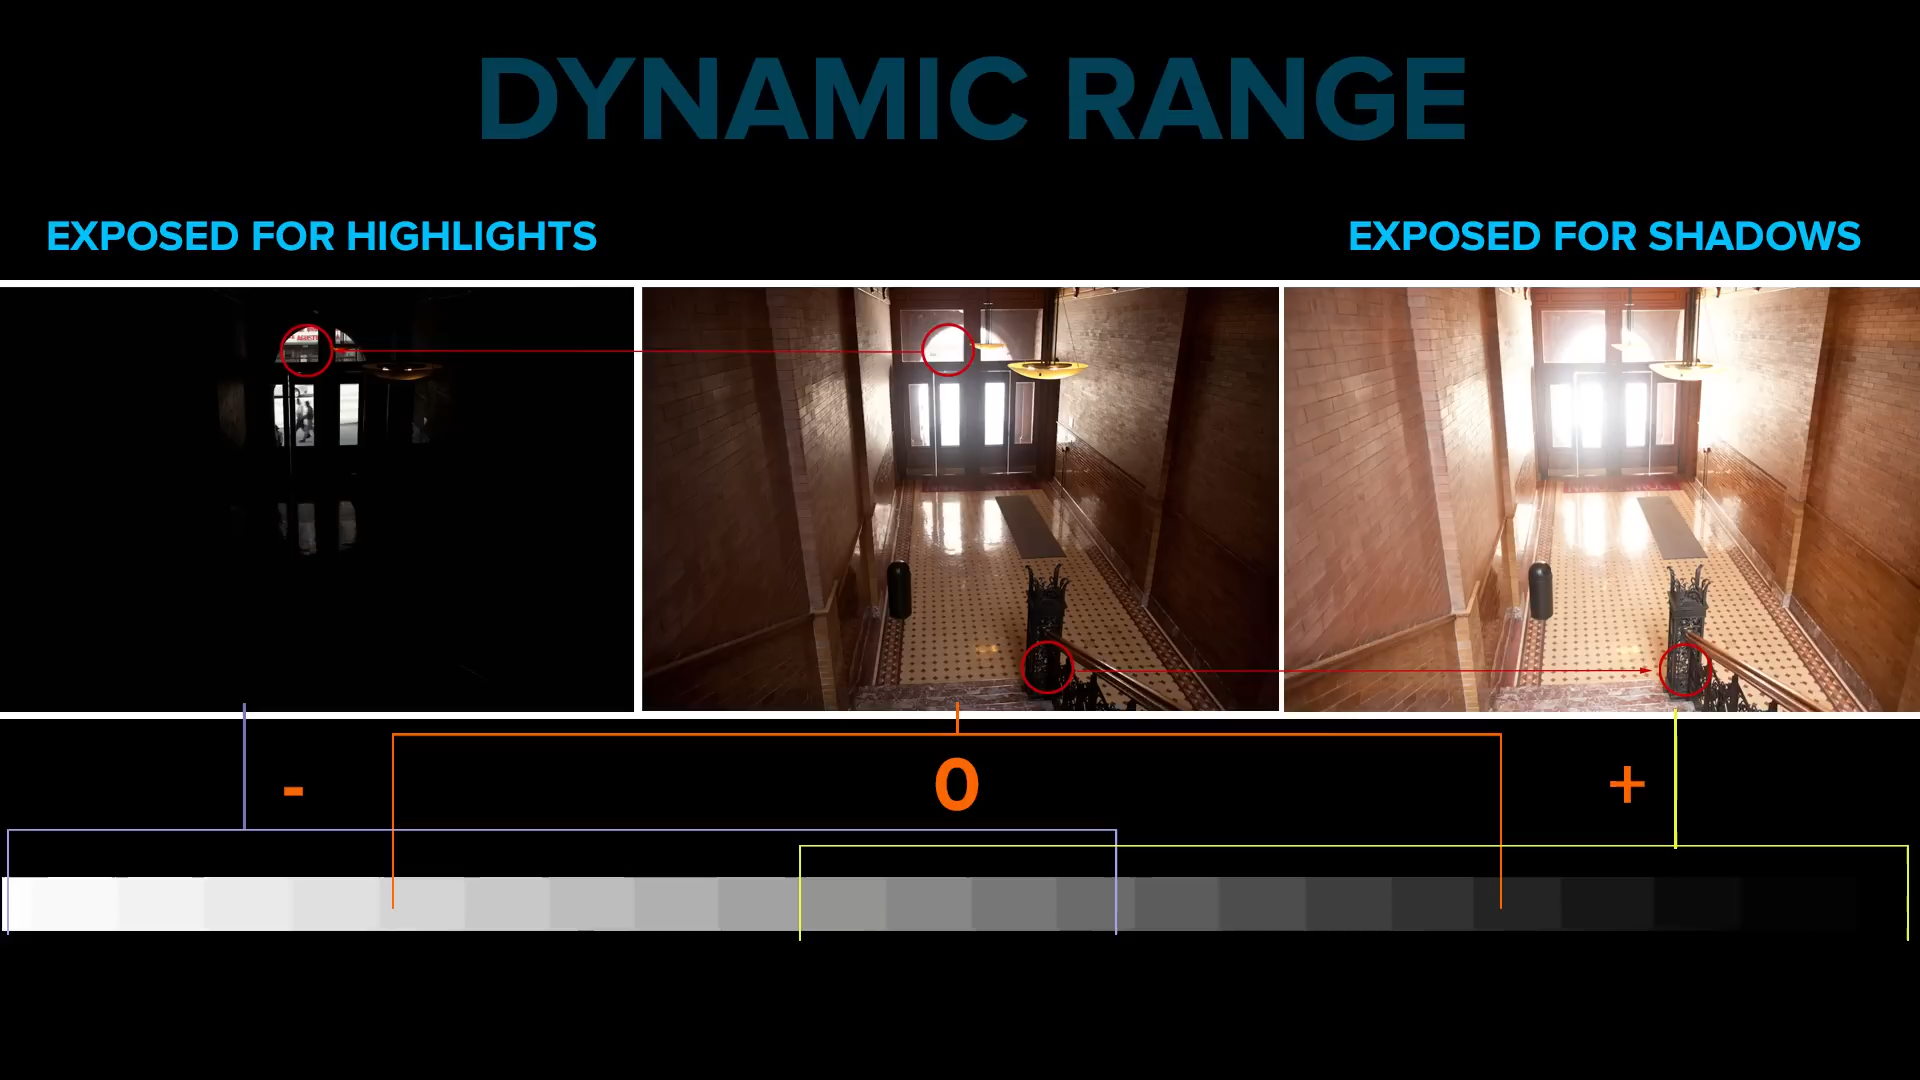 DYNAMIC RANGE
EXPOSED FOR HIGHLIGHTS
EXPOSED FOR SHADOWS
- 0 +